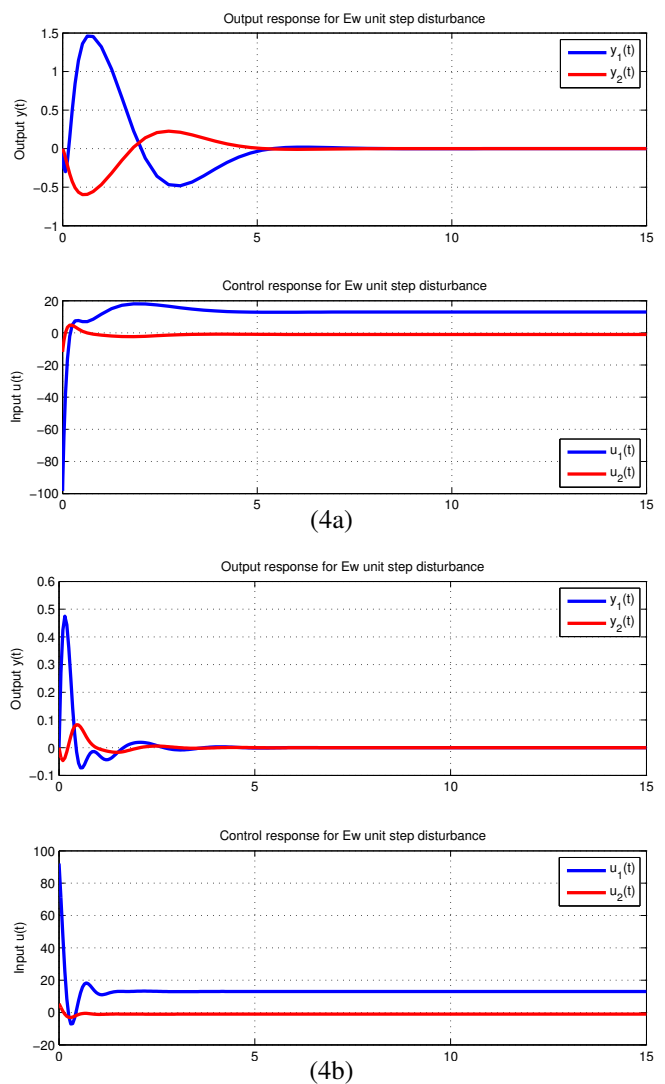 Output response for Ew unit step disturbance
1.5
1
0.5
0
−0.5
−1
Output y(t)
y1(t)
y2(t)
0 5 10 15
Control response for Ew unit step disturbance
20
0
−20
−40
−60
−80
−100
Input u(t)
u1(t)
u2(t)
0 5 10 15
(4a)
Output response for Ew unit step disturbance
0.6
0.5
0.4
0.3
0.2
0.1
0
−0.1
Output y(t)
y1(t)
y2(t)
0 5 10 15
Control response for Ew unit step disturbance
100
80
60
40
20
0
−20
Input u(t)
u1(t)
u2(t)
0 5 10 15
(4b)